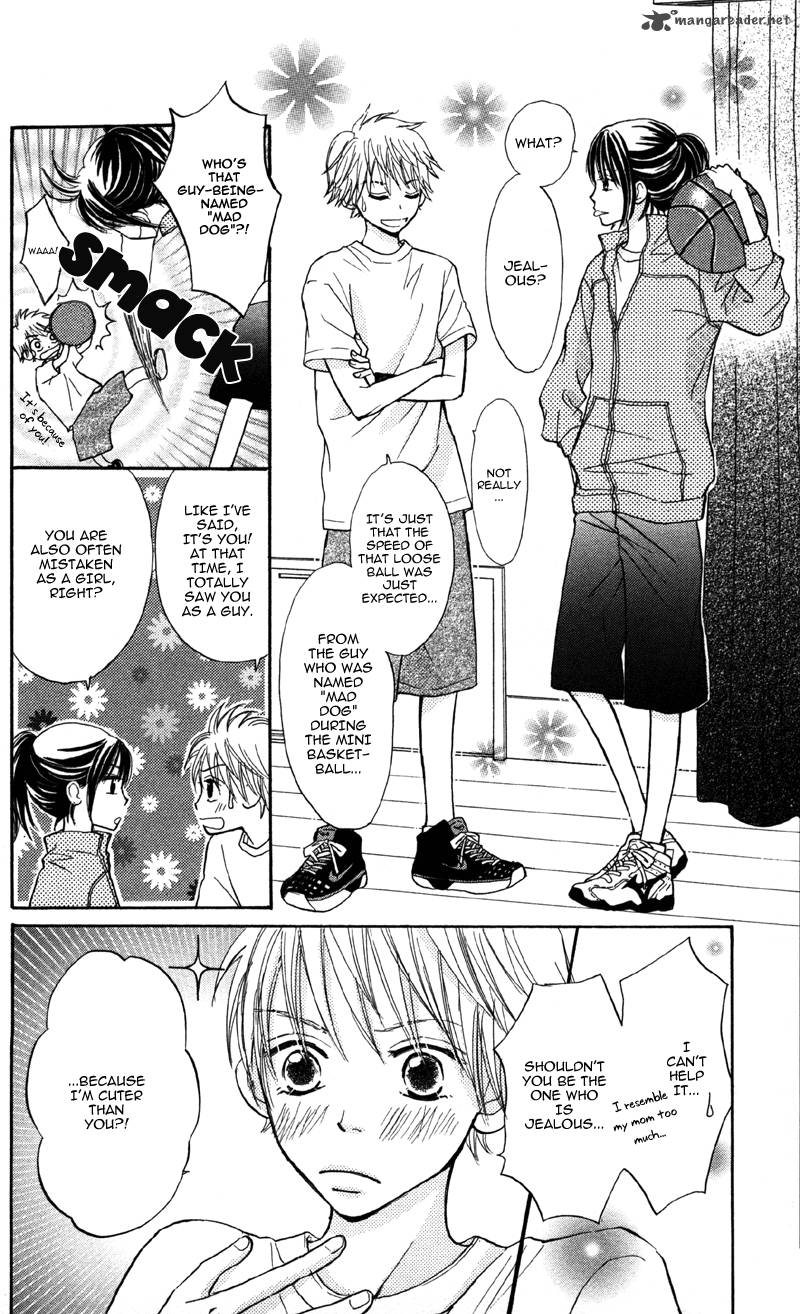 mangareader.net
WHAT?
JEAL-
OUS?
NOT
REALLY
...
IT'S JUST
THAT THE
SPEED OF
THAT LOOSE
BALL WAS
JUST
EXPECTED...
FROM
THE GUY
WHO WAS
NAMED
"MAD
DOG"
DURING
THE MINI
BASKET-
BALL...
WHO'S
THAT
GUY-BEING-
NAMED
"MAD
DOG"?!
WAAA!
SMACK
It's because
of you!
LIKE I'VE
SAID,
IT'S YOU!
AT THAT
TIME, I
TOTALLY
SAW YOU
AS A GUY.
YOU ARE
ALSO OFTEN
MISTAKEN
AS A GIRL,
RIGHT?
I
CAN'T
HELP
IT...
I resemble
my mom too
much...
SHOULDN'T
YOU BE THE
ONE WHO
IS
JEALOUS...
...BECAUSE
I'M CUTER
THAN
YOU?!